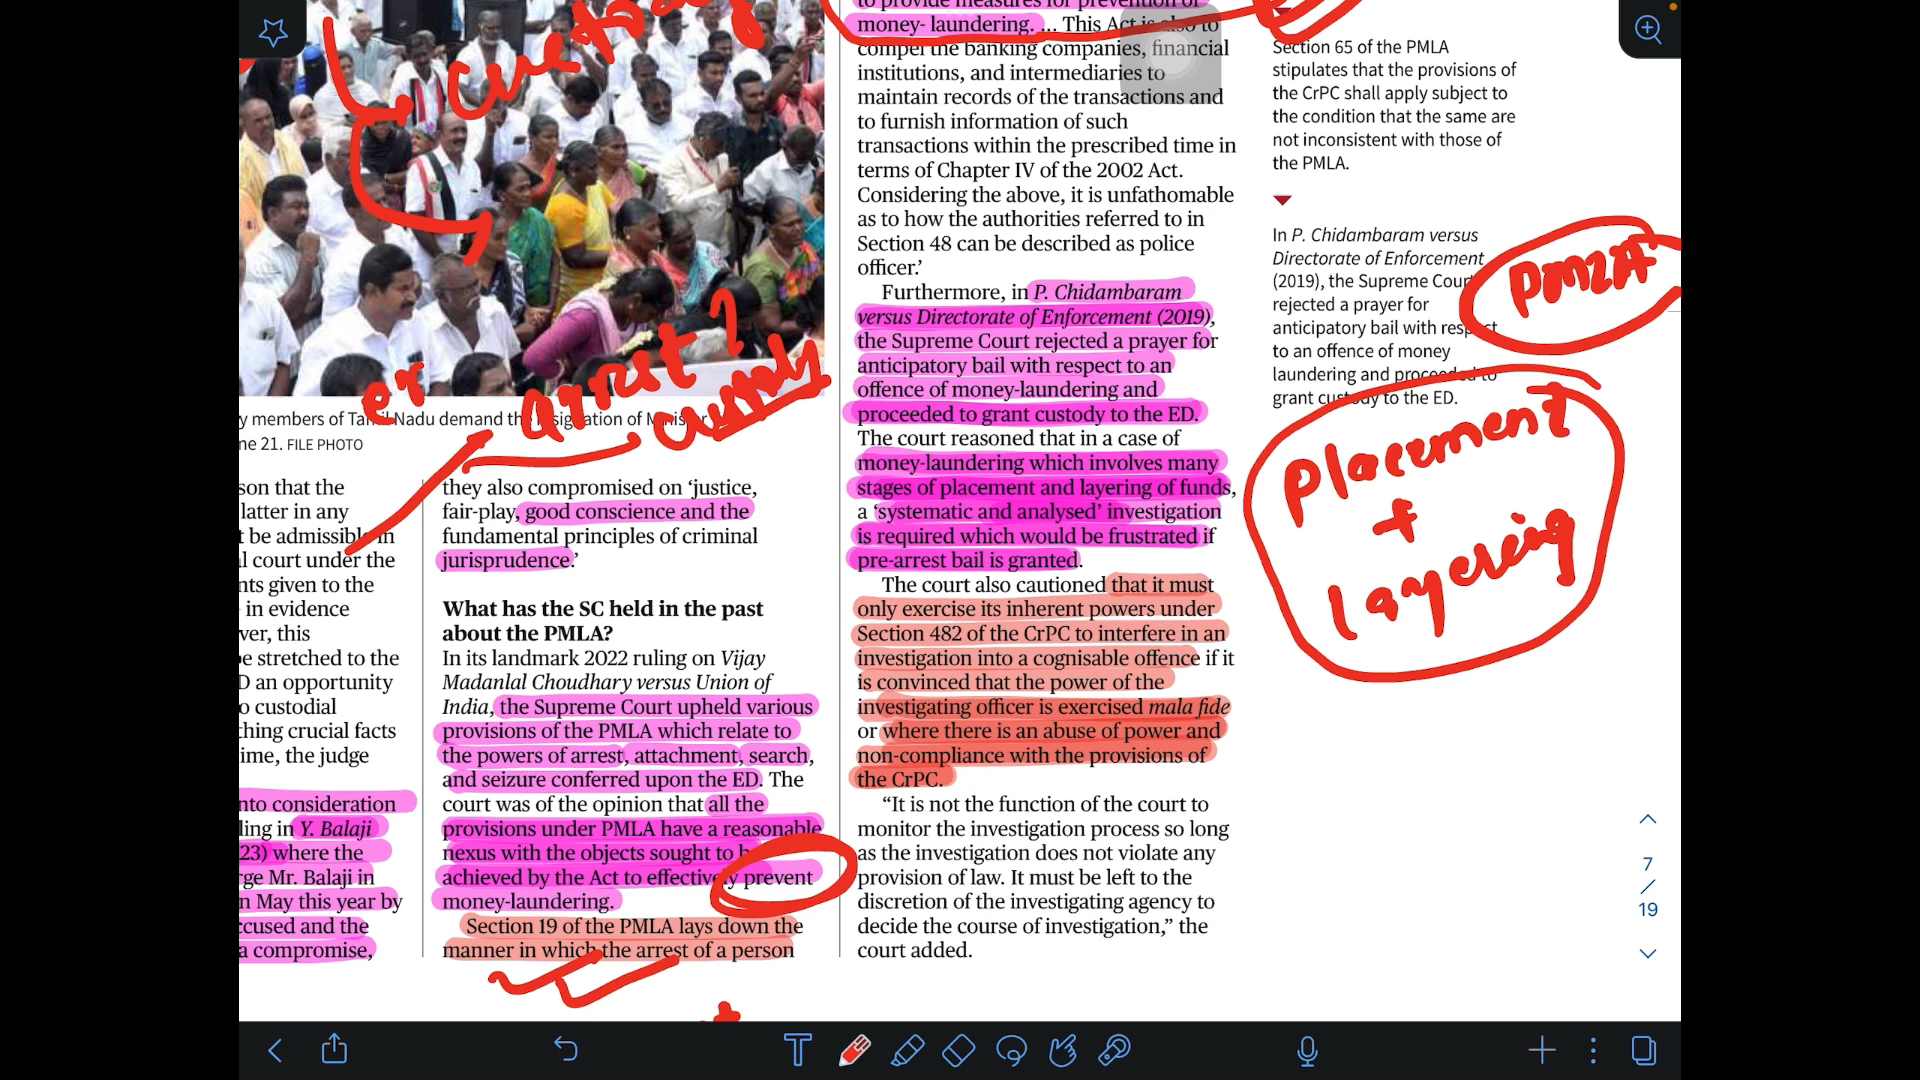 custody
er
arrest ?
custody
y members of Tamil Nadu demand the resignation of Minister
ne 21. FILE PHOTO
son that the
latter in any
t be admissible in
l court under the
nts given to the
in evidence
ver, this
e stretched to the
D an opportunity
o custodial
thing crucial facts
ime, the judge
nto consideration
ling in Y. Balaji
23) where the
rge Mr. Balaji in
n May this year by
ccused and the
a compromise,
they also compromised on ‘justice,
fair-play, good conscience and the
fundamental principles of criminal
jurisprudence.’
What has the SC held in the past
about the PMLA?
In its landmark 2022 ruling on Vijay
Madanlal Choudhary versus Union of
India, the Supreme Court upheld various
provisions of the PMLA which relate to
the powers of arrest, attachment, search,
and seizure conferred upon the ED. The
court was of the opinion that all the
provisions under PMLA have a reasonable
nexus with the objects sought to be
achieved by the Act to effectively prevent
money-laundering.
Section 19 of the PMLA lays down the
manner in which the arrest of a person
to provide measures for prevention of
money- laundering. … This Act is also to
compel the banking companies, financial
institutions, and intermediaries to
maintain records of the transactions and
to furnish information of such
transactions within the prescribed time in
terms of Chapter IV of the 2002 Act.
Considering the above, it is unfathomable
as to how the authorities referred to in
Section 48 can be described as police
officer.’
Furthermore, in P. Chidambaram
versus Directorate of Enforcement (2019),
the Supreme Court rejected a prayer for
anticipatory bail with respect to an
offence of money-laundering and
proceeded to grant custody to the ED.
The court reasoned that in a case of
money-laundering which involves many
stages of placement and layering of funds,
a ‘systematic and analysed’ investigation
is required which would be frustrated if
pre-arrest bail is granted.
The court also cautioned that it must
only exercise its inherent powers under
Section 482 of the CrPC to interfere in an
investigation into a cognisable offence if it
is convinced that the power of the
investigating officer is exercised mala fide
or where there is an abuse of power and
non-compliance with the provisions of
the CrPC.
“It is not the function of the court to
monitor the investigation process so long
as the investigation does not violate any
provision of law. It must be left to the
discretion of the investigating agency to
decide the course of investigation,” the
court added.
Section 65 of the PMLA
stipulates that the provisions of
the CrPC shall apply subject to
the condition that the same are
not inconsistent with those of
the PMLA.
In P. Chidambaram versus
Directorate of Enforcement
(2019), the Supreme Court
rejected a prayer for
anticipatory bail with respect
to an offence of money
laundering and proceeded to
grant custody to the ED.
PMLA
Placement
+
layering
7
/
19
T